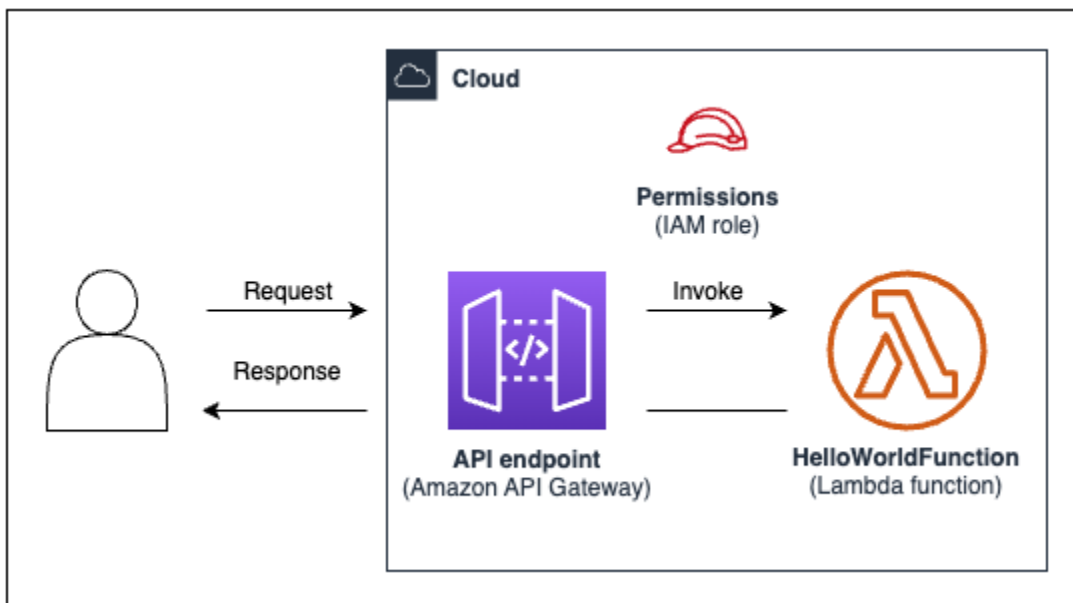 Cloud
Permissions
(IAM role)
Request
Invoke
Response
</>
API endpoint
(Amazon API Gateway)
HelloWorldFunction
(Lambda function)